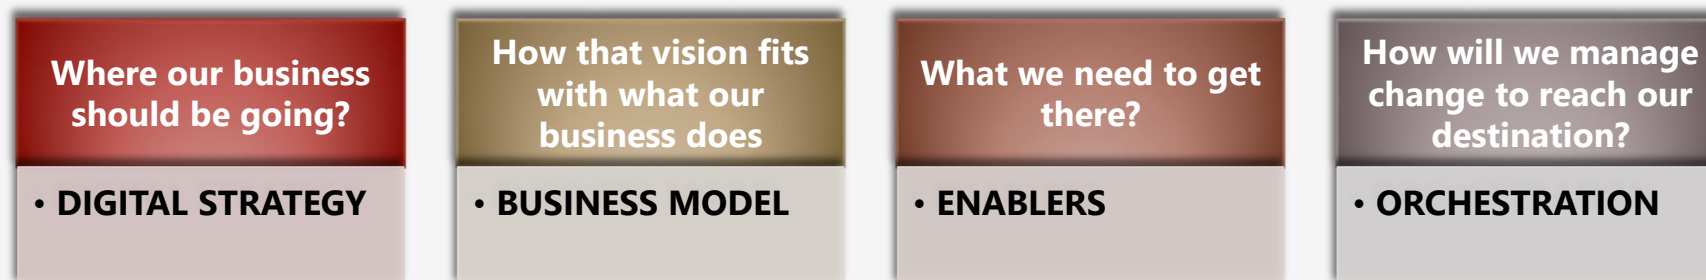 Where our business
should be going?
• DIGITAL STRATEGY
How that vision fits
with what our
business does
• BUSINESS MODEL
What we need to get
there?
• ENABLERS
How will we manage
change to reach our
destination?
• ORCHESTRATION